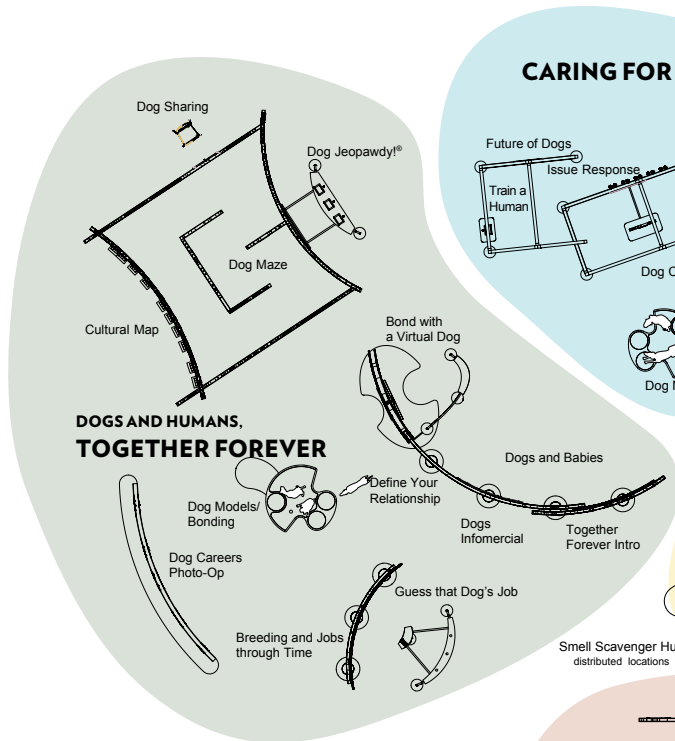 CARING FOR
Dog Sharing
Future of Dogs
Dog Jeopawdy!®
Issue Response
Train a
Human
Dog Maze
Dog
Cultural Map
Bond with
a Virtual Dog
Dog
DOGS AND HUMANS,
TOGETHER FOREVER
Dogs and Babies
Define Your
Relationship
Dog Models/
Bonding
Dogs
Infomercial
Together
Forever Intro
Dog Careers
Photo-Op
Guess that Dog's Job
Breeding and Jobs
through Time
Smell Scavenger
distributed locations